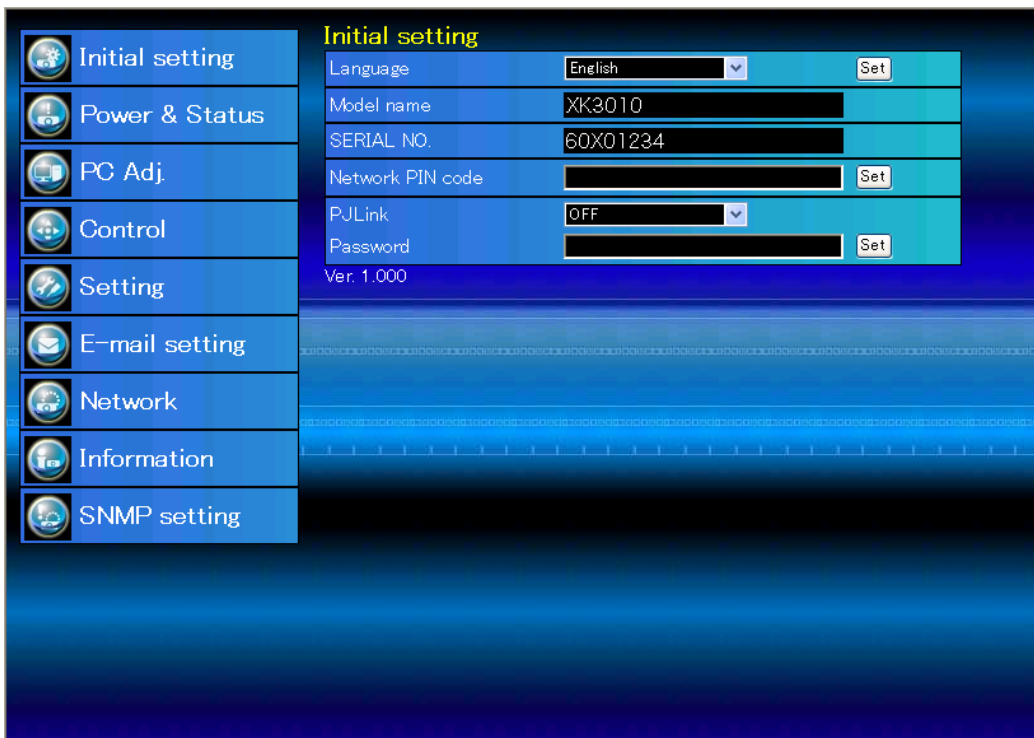 Initial setting
Power & Status
PC Adj.
Control
Setting
E-mail setting
Network
Information
SNMP setting
Initial setting
Language English Set
Model name XK3010
SERIAL NO. 60X01234
Network PIN code Set
PJLink OFF
Password Set
Ver. 1.000